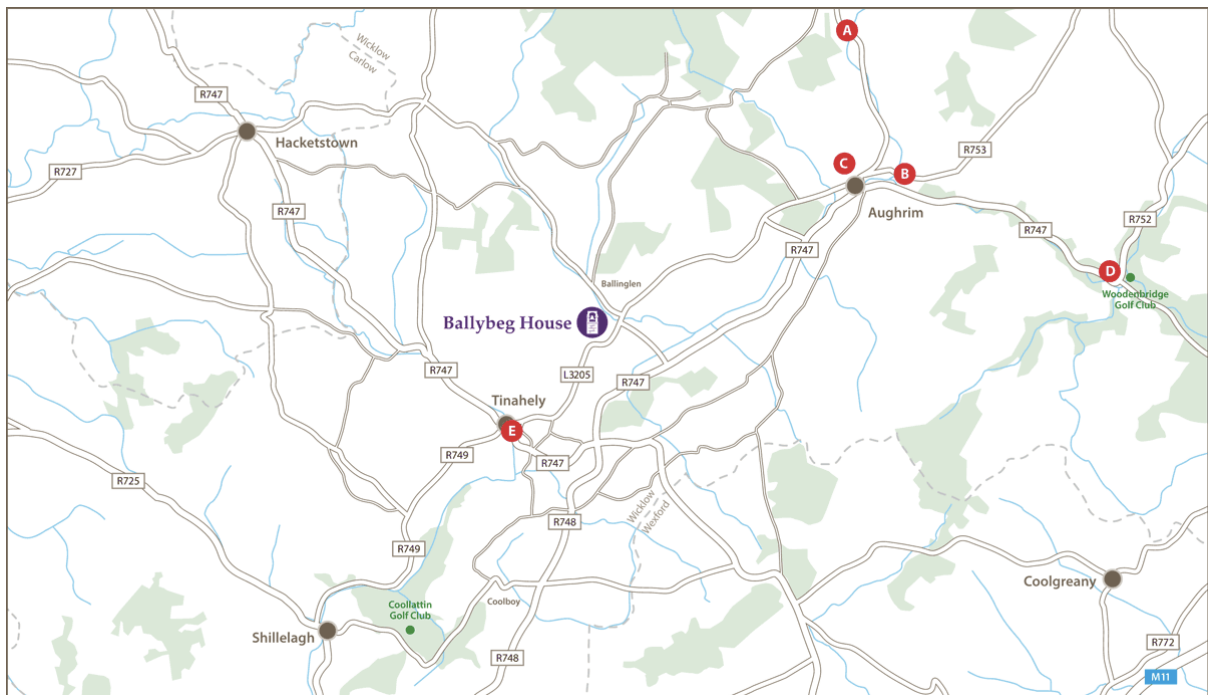 A
Wicklow
Carlow
R747
Hacketstown
R753
C
B
R727
Aughrim
R747
R752
R747
R747
D
Woodenbridge
Golf Club
Ballinglen
Ballybeg House
R747
L3205
R747
Tinahely
E
R749
R747
R725
Wicklow
Wexford
R748
R749
Coolgreany
Coollattin
Golf Club
Coolboy
Shillelagh
R772
R748
M11